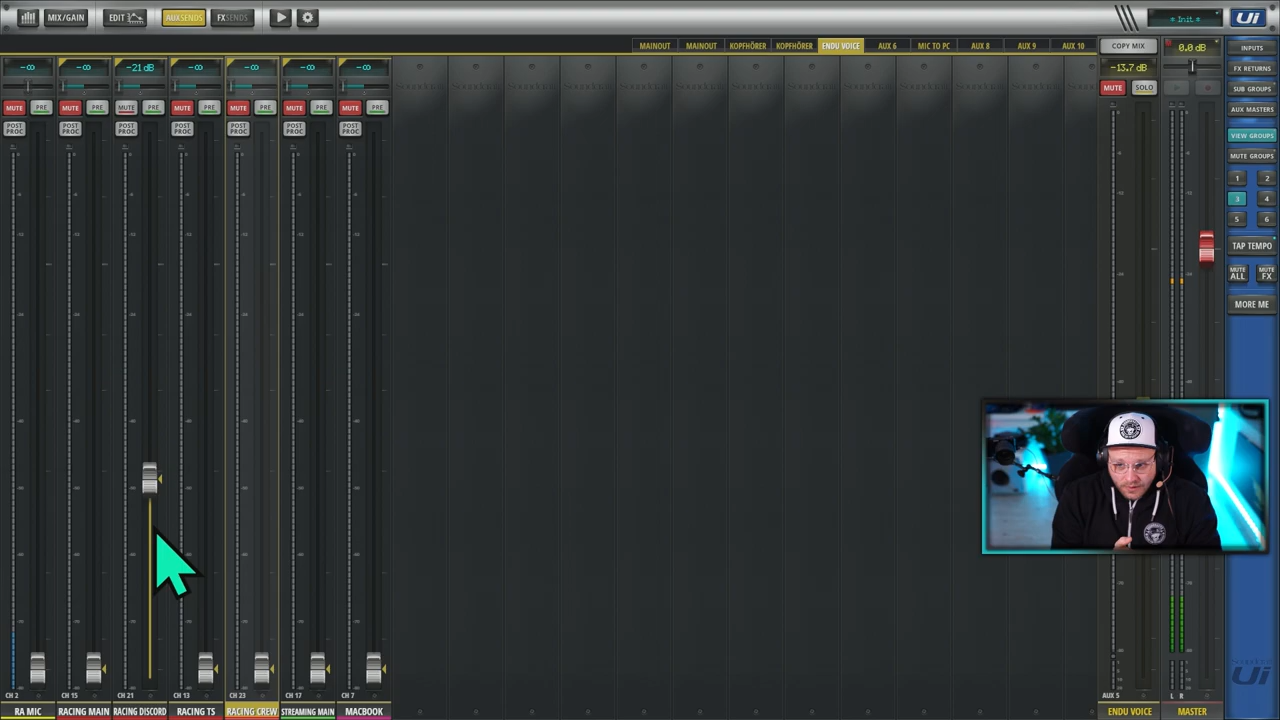 MIX/GAIN EDIT AUXSENDS FXSENDS * Init * Ui
MAINOUT MAINOUT KOPFHÖRER KOPFHÖRER ENDU VOICE AUX 6 MIC TO PC AUX 8 AUX 9 AUX 10 COPY MIX 0.0 dB INPUTS
-∞ -∞ -21 dB -∞ -∞ -∞ -∞ -13.7 dB FX RETURNS
MUTE SOLO SUB GROUPS
MUTE PRE MUTE PRE MUTE PRE MUTE PRE MUTE PRE MUTE PRE MUTE PRE AUX MASTERS
POST PROC POST PROC POST PROC POST PROC POST PROC POST PROC POST PROC VIEW GROUPS
MUTE GROUPS
1 2
3 4
5 6
TAP TEMPO
MUTE ALL MUTE FX
MORE ME
Ui
CH 2 CH 15 CH 21 CH 13 CH 23 CH 17 CH 7 AUX 5 L R
RA MIC RACING MAIN RACING DISCORD RACING TS RACING CREW STREAMING MAIN MACBOOK ENDU VOICE MASTER